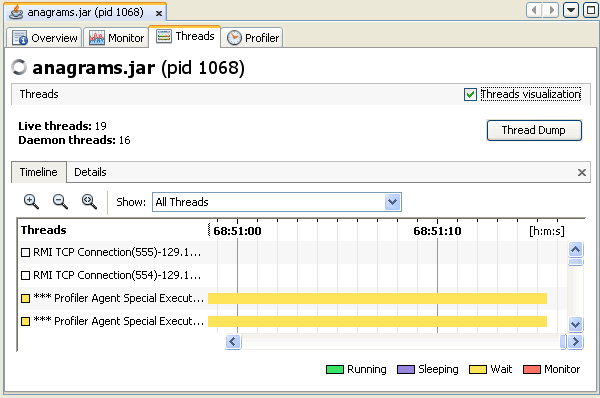 anagrams.jar (pid 1068)
Overview Monitor Threads Profiler
anagrams.jar (pid 1068)
Threads Threads visualization
Live threads: 19
Daemon threads: 16
Thread Dump
Timeline Details
Show: All Threads
Threads 68:51:00 68:51:10 [h:m:s]
RMI TCP Connection(555)-129.1...
RMI TCP Connection(554)-129.1...
*** Profiler Agent Special Execut...
*** Profiler Agent Special Execut...
Running Sleeping Wait Monitor